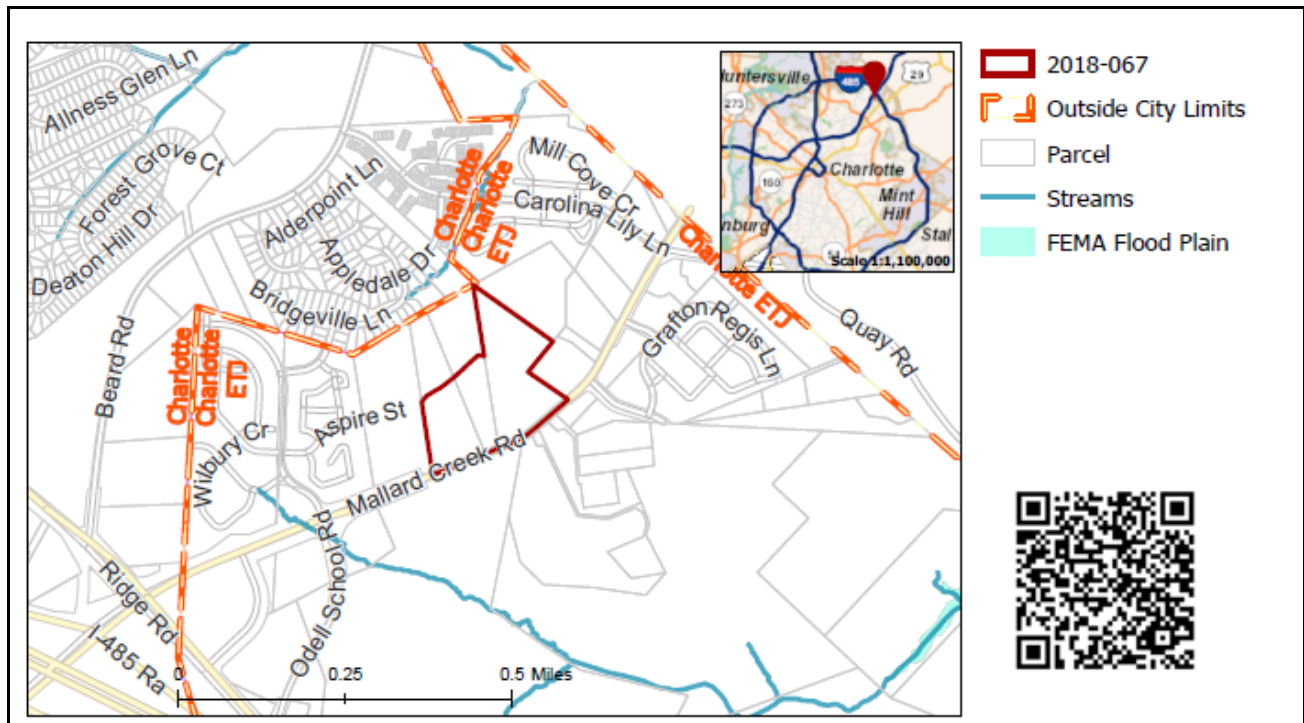 Allness Glen Ln
Forest Grove Ct
Deaton Hill Dr
Alderpoint Ln
Appledale Dr
Bridgeville Ln
Beard Rd
Charlotte
Charlotte
ETJ
Mill Cove Cr
Carolina Lily Ln
Charlotte
Charlotte
ETJ
Charlotte ETJ
Grafton Regis Ln
Quay Rd
Wilbury Cr
Aspire St
Mallard Creek Rd
Odell-School Rd
Ridge Rd
I-485 Ra
0 0.25 0.5 Miles
Huntersville
485
29
273
Charlotte
160
Mint
Hill
nburg
Stal
Scale 1:1,100,000
2018-067
Outside City Limits
Parcel
Streams
FEMA Flood Plain